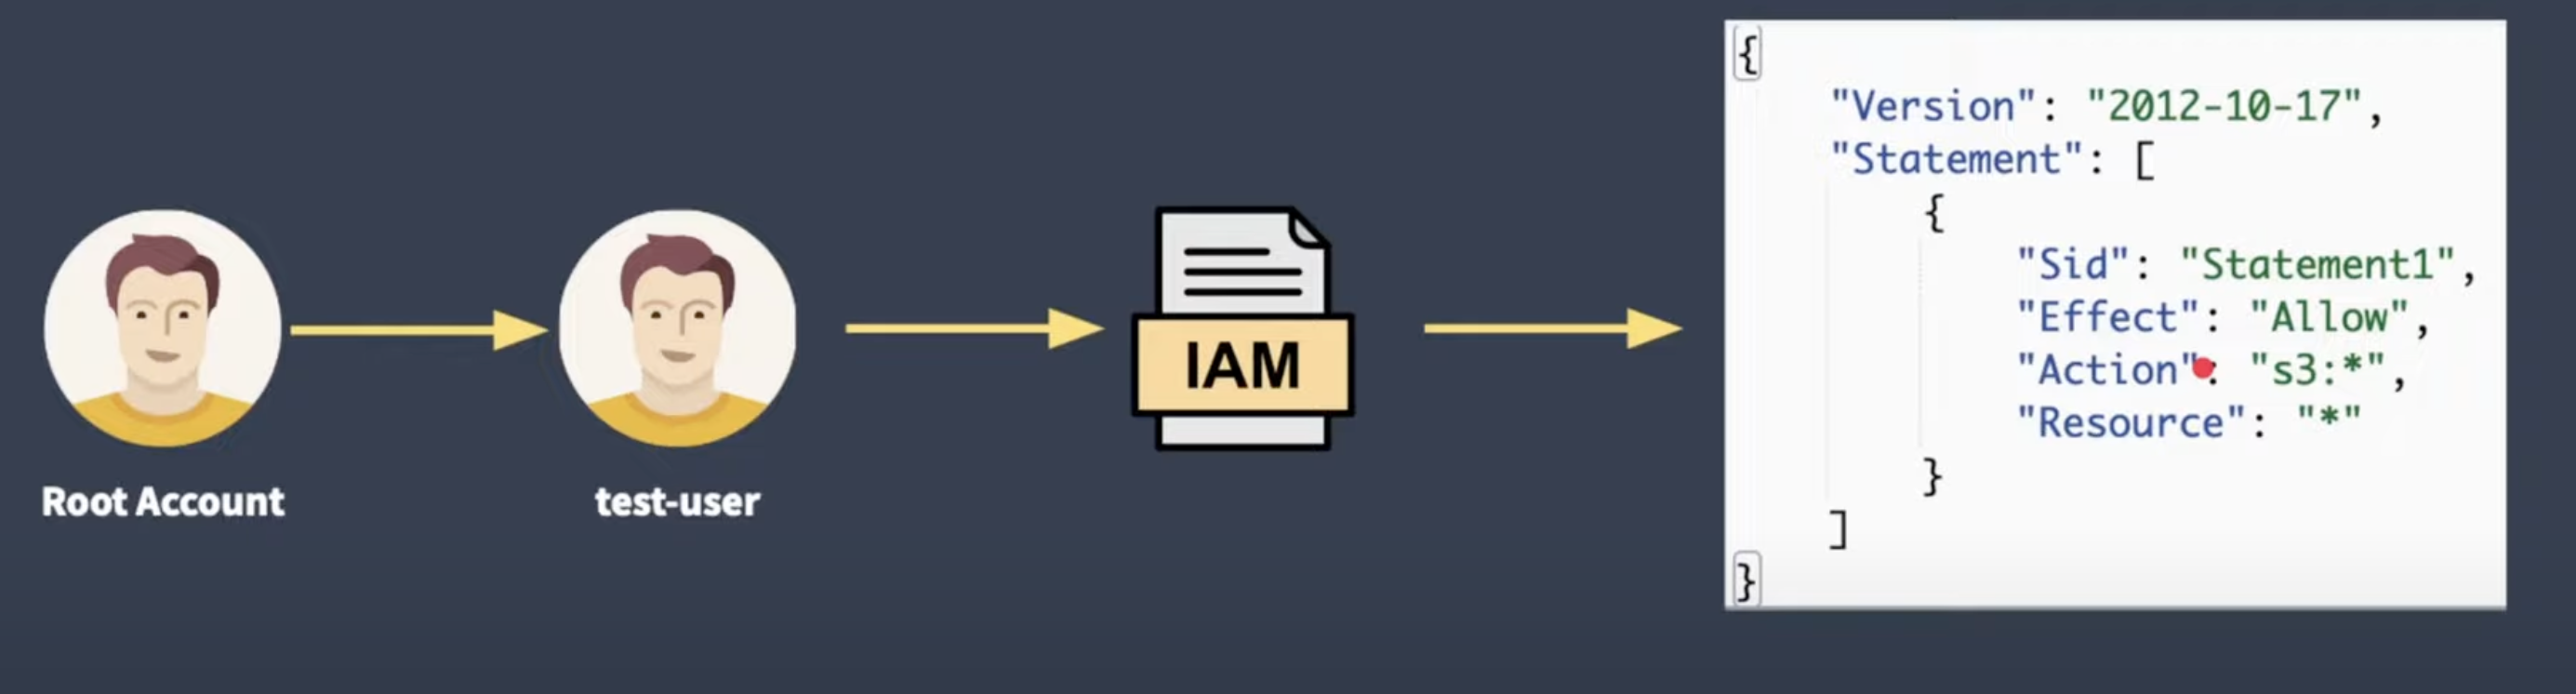 Root Account
test-user
IAM
{
"Version": "2012-10-17",
"Statement": [
{
"Sid": "Statement1",
"Effect": "Allow",
"Action": "s3:*",
"Resource": "*"
}
]
}